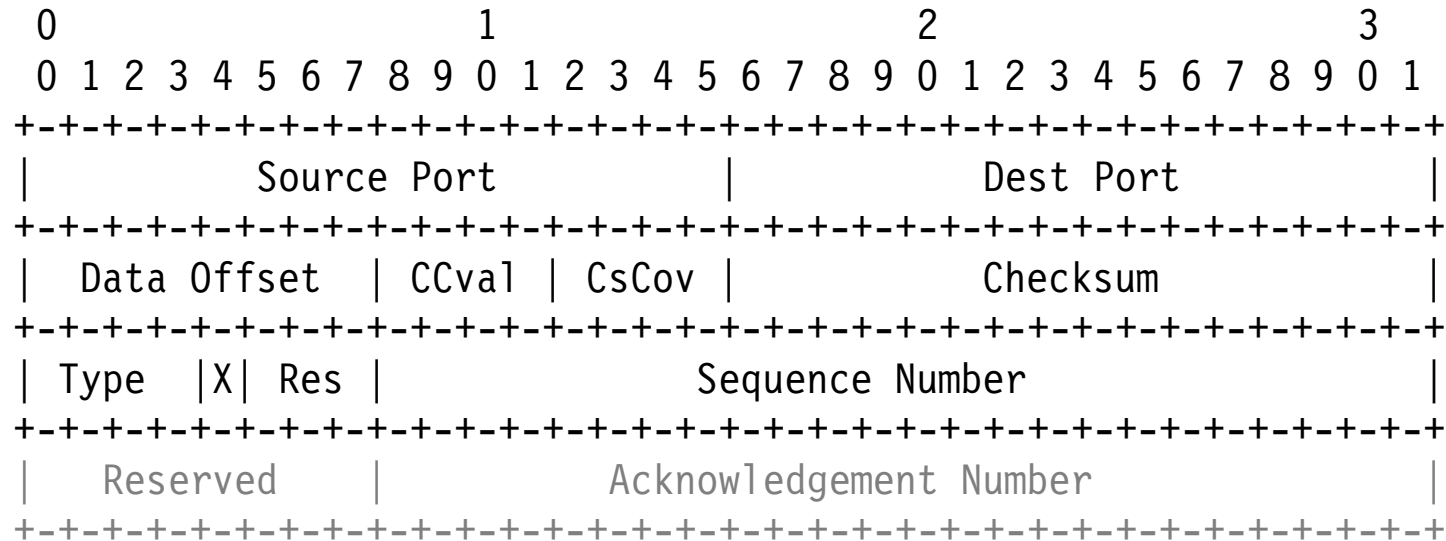 0                   1                   2                   3
0 1 2 3 4 5 6 7 8 9 0 1 2 3 4 5 6 7 8 9 0 1 2 3 4 5 6 7 8 9 0 1
+-+-+-+-+-+-+-+-+-+-+-+-+-+-+-+-+-+-+-+-+-+-+-+-+-+-+-+-+-+-+-+-+
|          Source Port          |           Dest Port           |
+-+-+-+-+-+-+-+-+-+-+-+-+-+-+-+-+-+-+-+-+-+-+-+-+-+-+-+-+-+-+-+-+
|  Data Offset  | CCval | CsCov |           Checksum            |
+-+-+-+-+-+-+-+-+-+-+-+-+-+-+-+-+-+-+-+-+-+-+-+-+-+-+-+-+-+-+-+-+
| Type  |X| Res |              Sequence Number                  |
+-+-+-+-+-+-+-+-+-+-+-+-+-+-+-+-+-+-+-+-+-+-+-+-+-+-+-+-+-+-+-+-+
|   Reserved    |          Acknowledgement Number               |
+-+-+-+-+-+-+-+-+-+-+-+-+-+-+-+-+-+-+-+-+-+-+-+-+-+-+-+-+-+-+-+-+